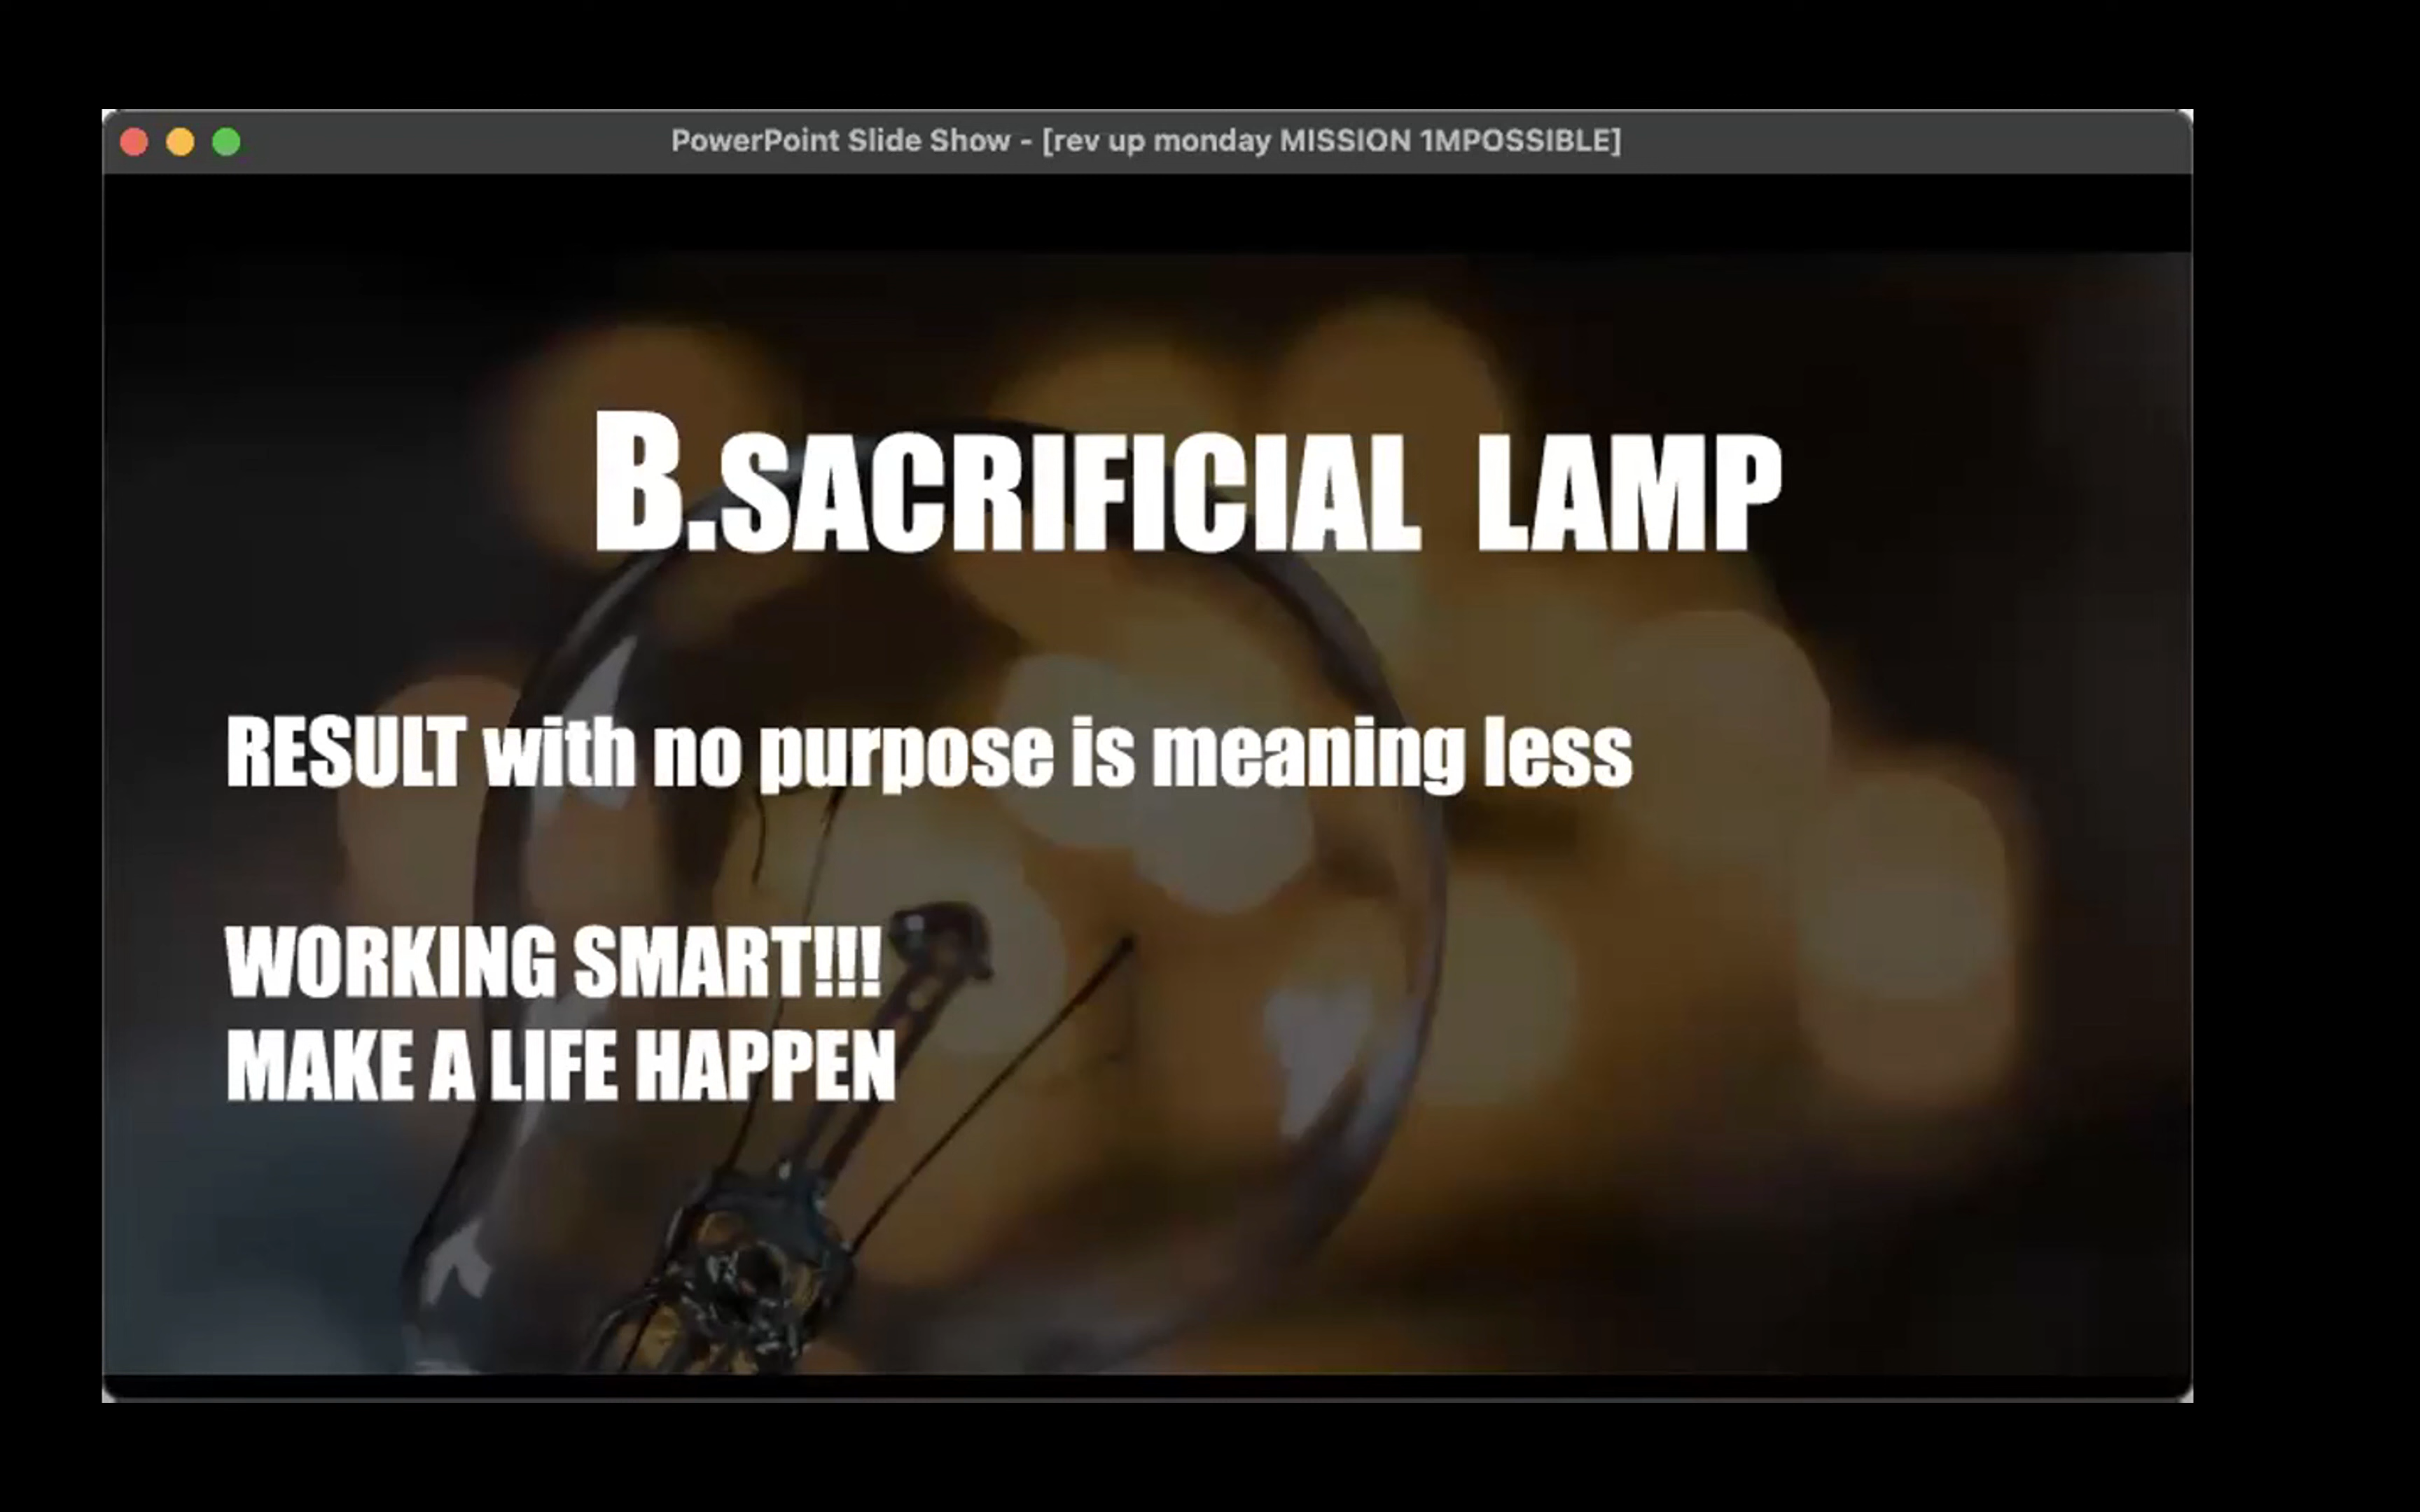 PowerPoint Slide Show - [rev up monday MISSION 1MPOSSIBLE]
B.SACRIFICIAL LAMP
RESULT with no purpose is meaning less
WORKING SMART!!!
MAKE A LIFE HAPPEN